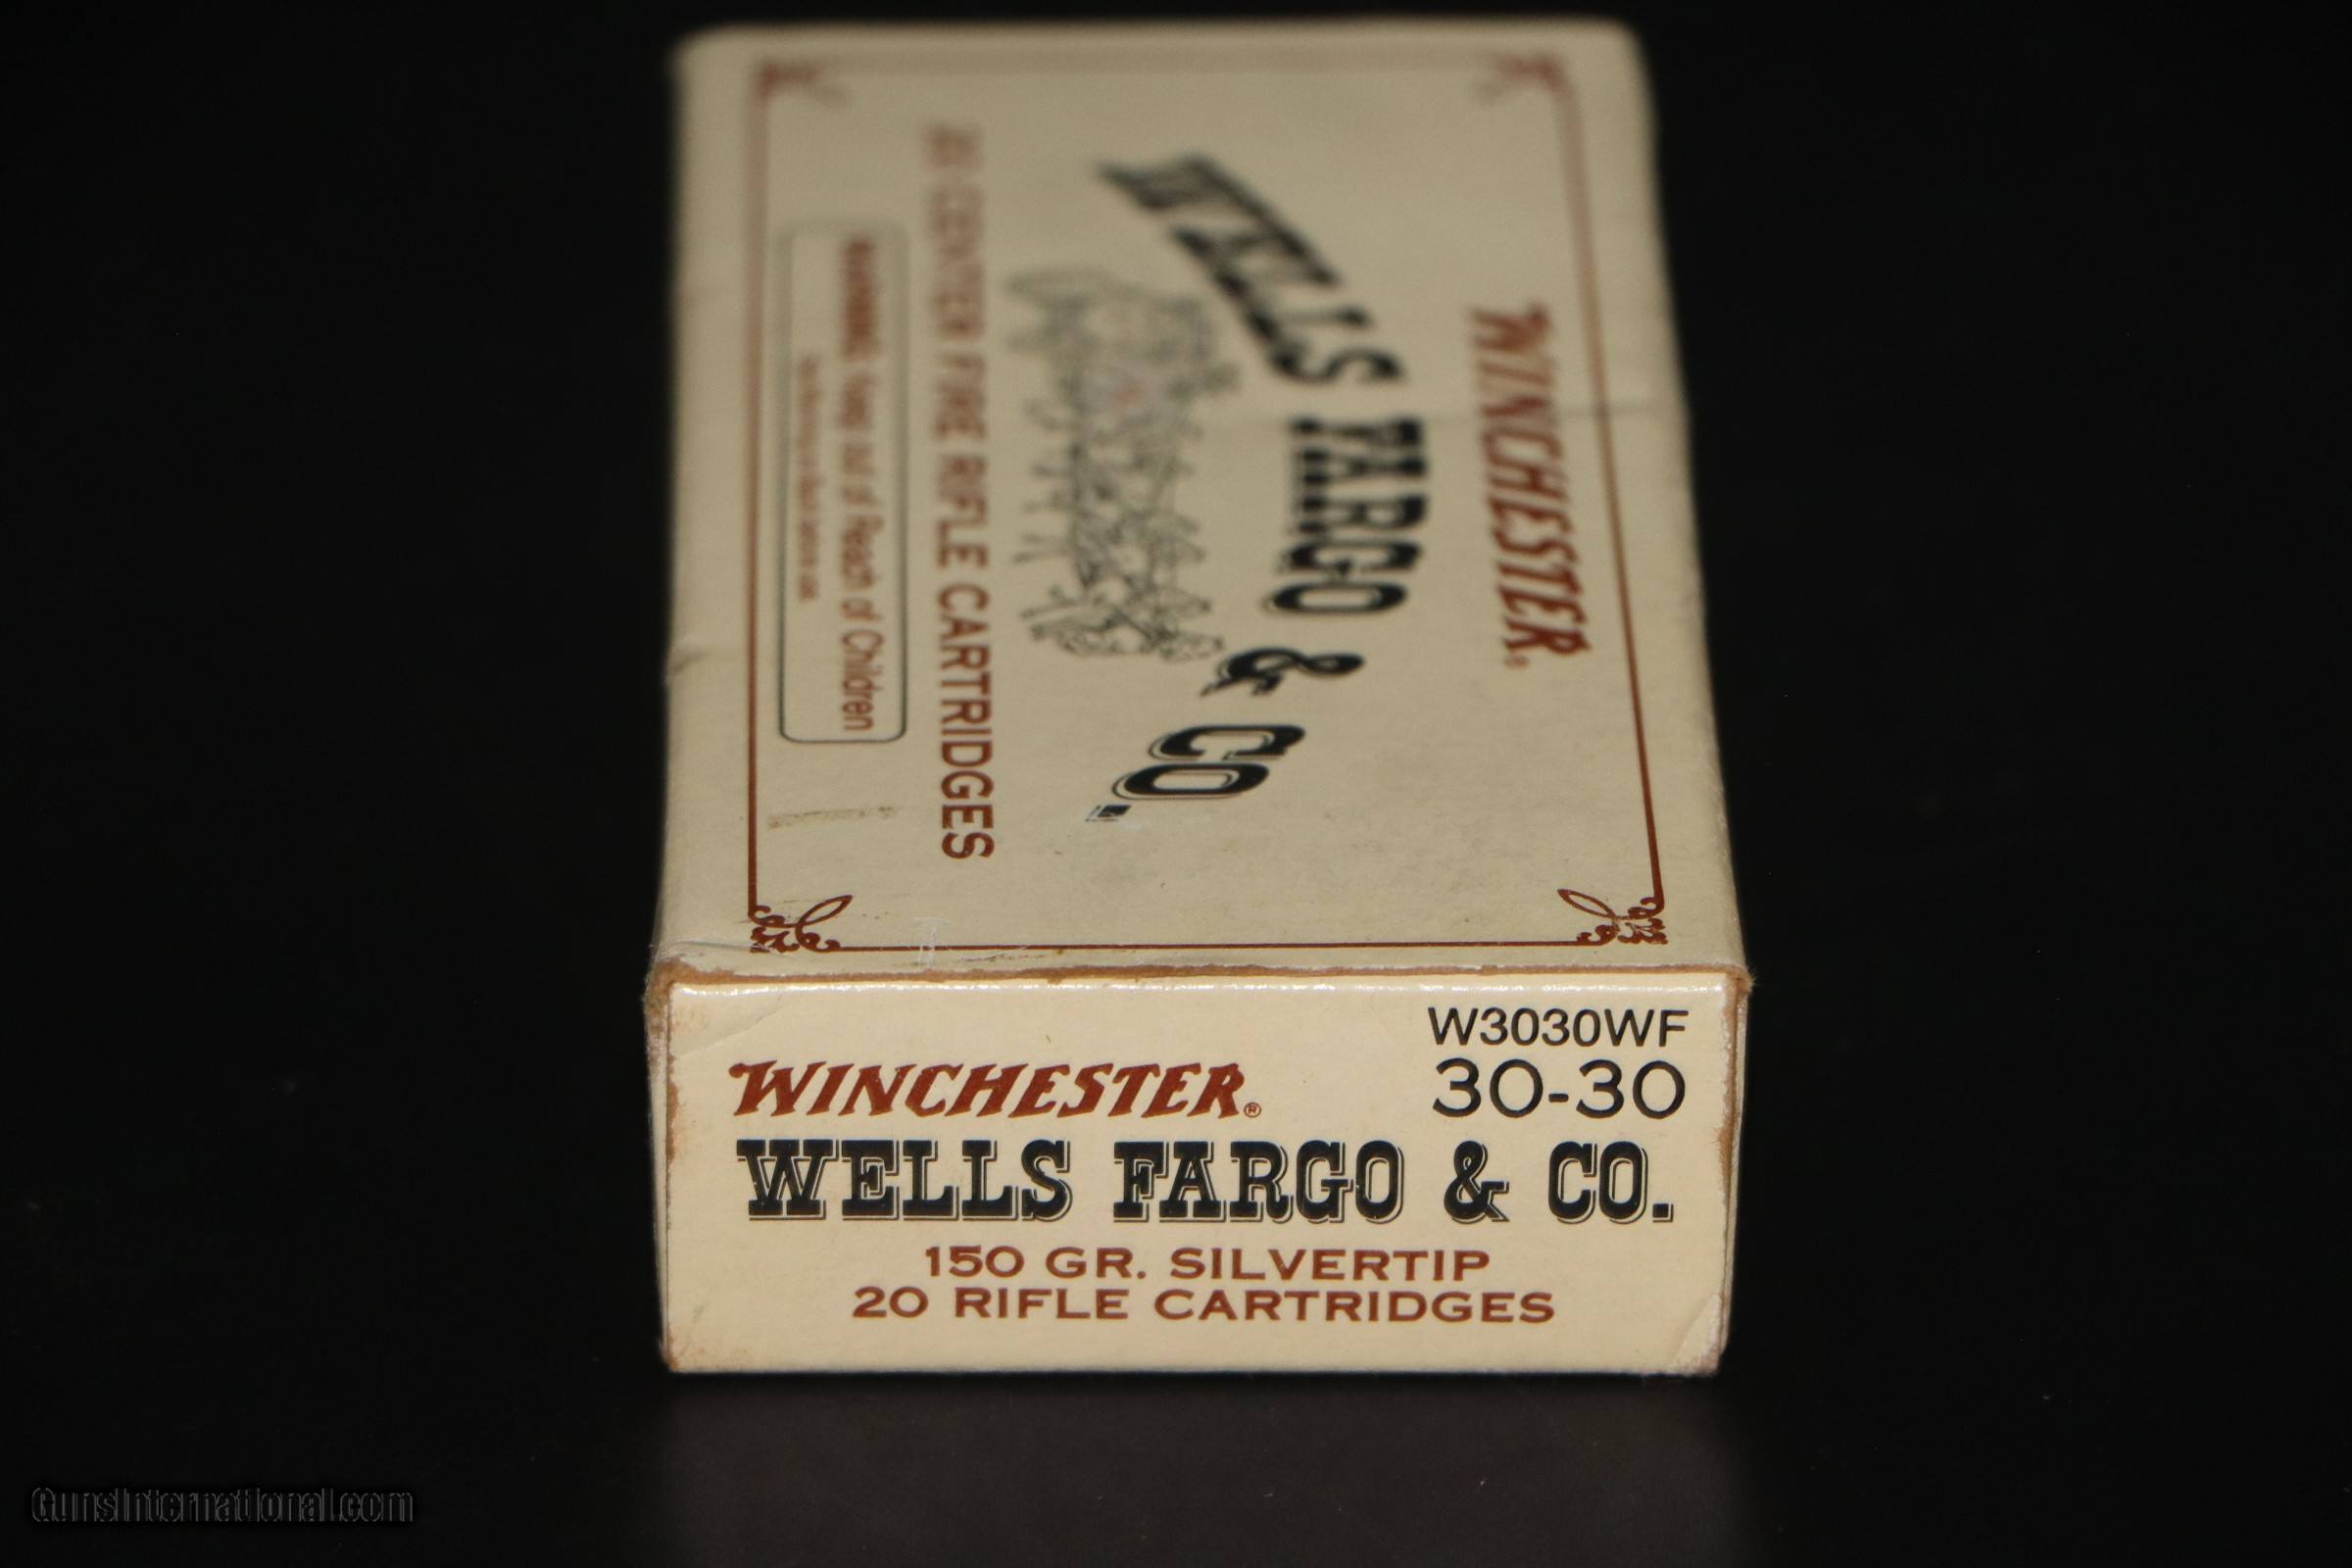 WINCHESTER®
WELLS FARGO & CO.
20 CENTER FIRE RIFLE CARTRIDGES
WARNING: Keep out of Reach of Children
W3030WF
WINCHESTER®
30-30
WELLS FARGO & CO.
150 GR. SILVERTIP
20 RIFLE CARTRIDGES
GunsInternational.com